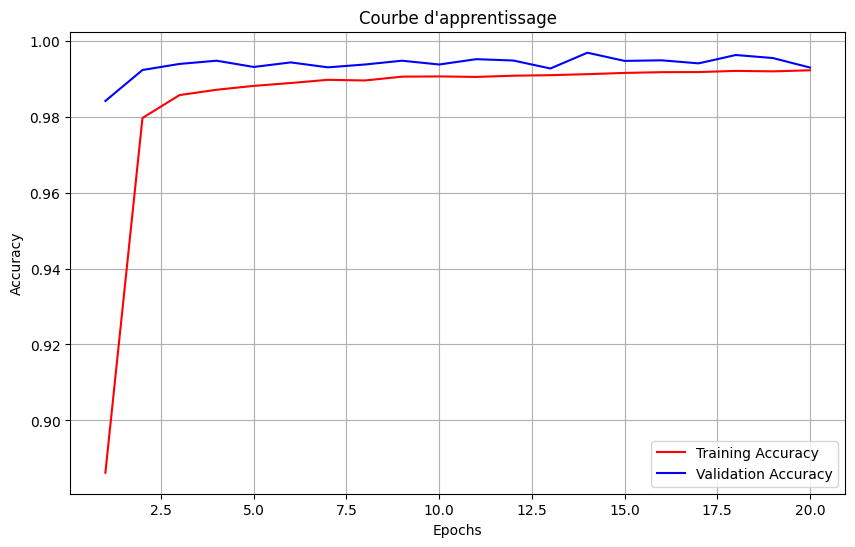 Courbe d'apprentissage
1.00
0.98
0.96
0.94
0.92
0.90
Accuracy
2.5 5.0 7.5 10.0 12.5 15.0 17.5 20.0
Epochs
Training Accuracy
Validation Accuracy